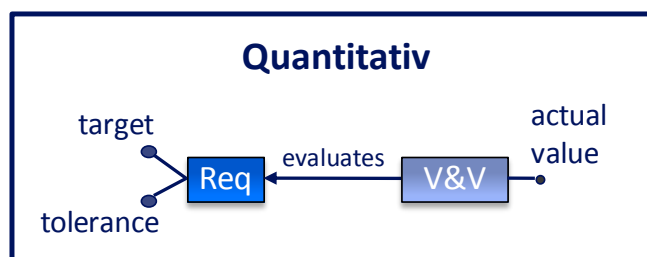 Quantitativ
target
actual
value
evaluates
Req
V&V
tolerance